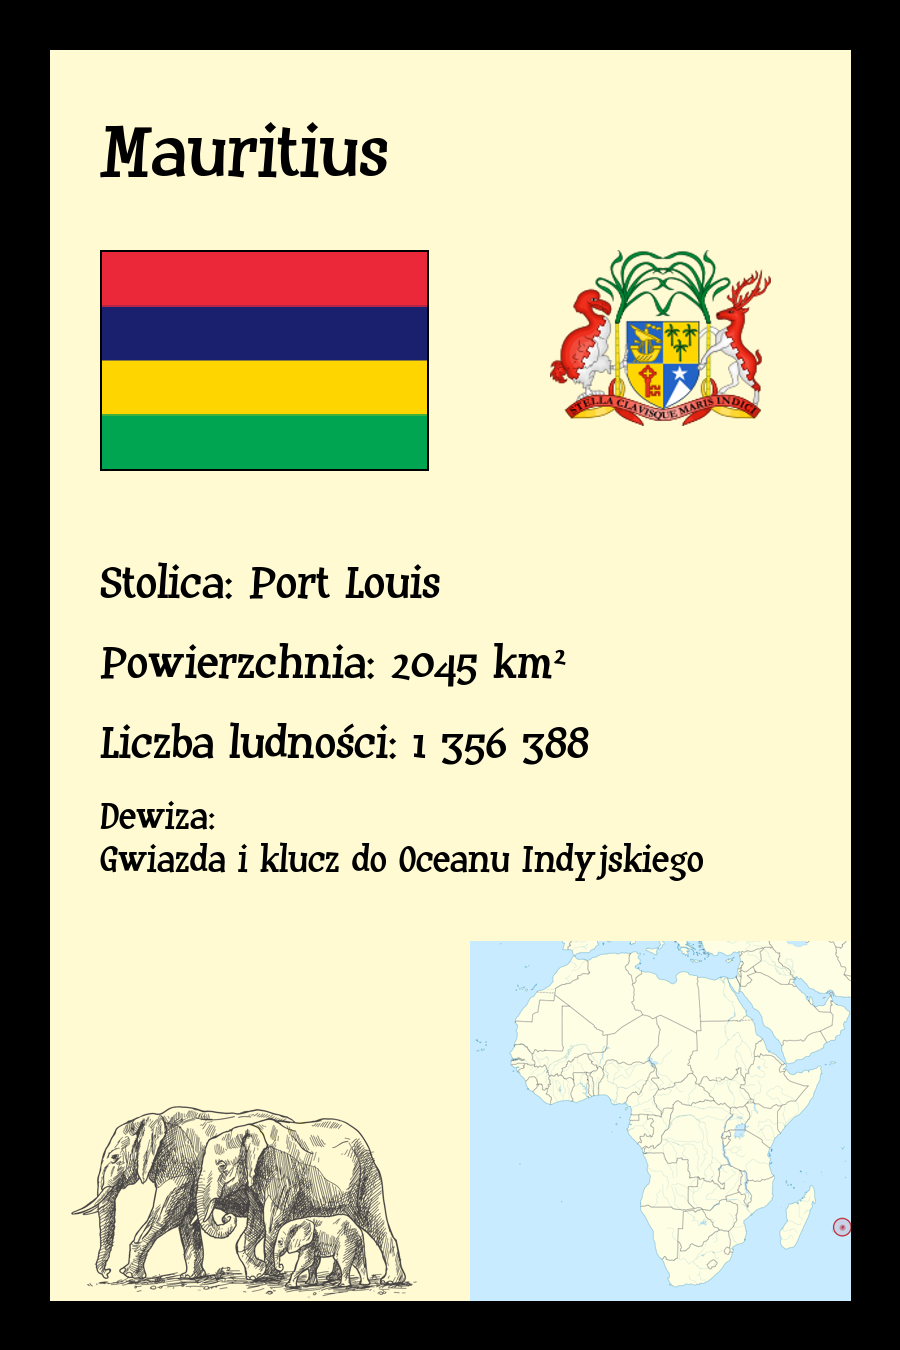 Mauritius
STELLA CLAVISQUE MARIS INDICI
Stolica: Port Louis
Powierzchnia: 2045 km²
Liczba ludności: 1 356 388
Dewiza:
Gwiazda i klucz do Oceanu Indyjskiego